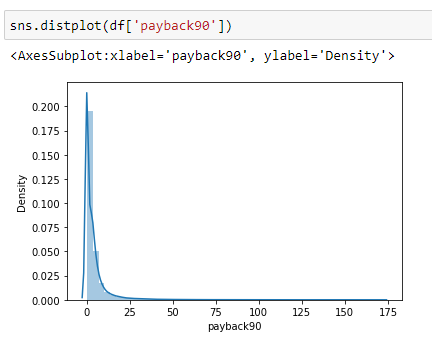 sns.distplot(df['payback90'])
<AxesSubplot:xlabel='payback90', ylabel='Density'>
0.200
0.175
0.150
0.125
0.100
0.075
0.050
0.025
0.000
Density
0 25 50 75 100 125 150 175
payback90